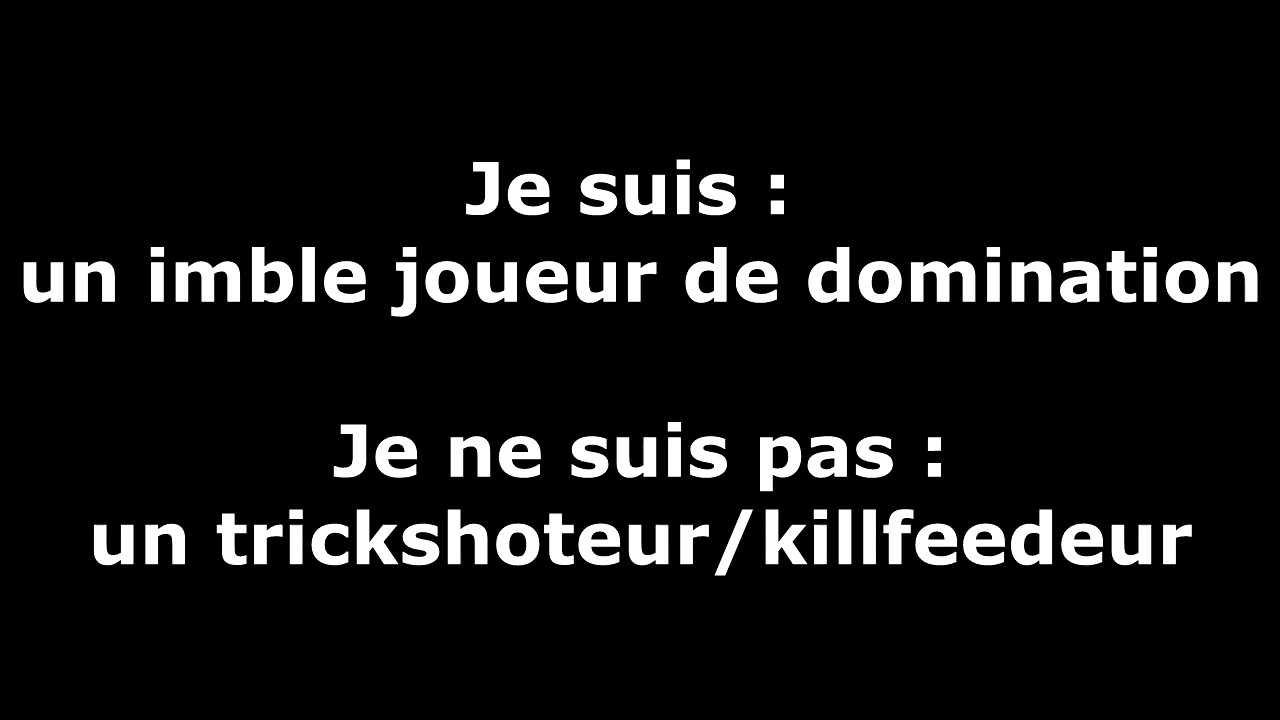 Je suis :
un imble joueur de domination
Je ne suis pas :
un trickshoteur/killfeedeur